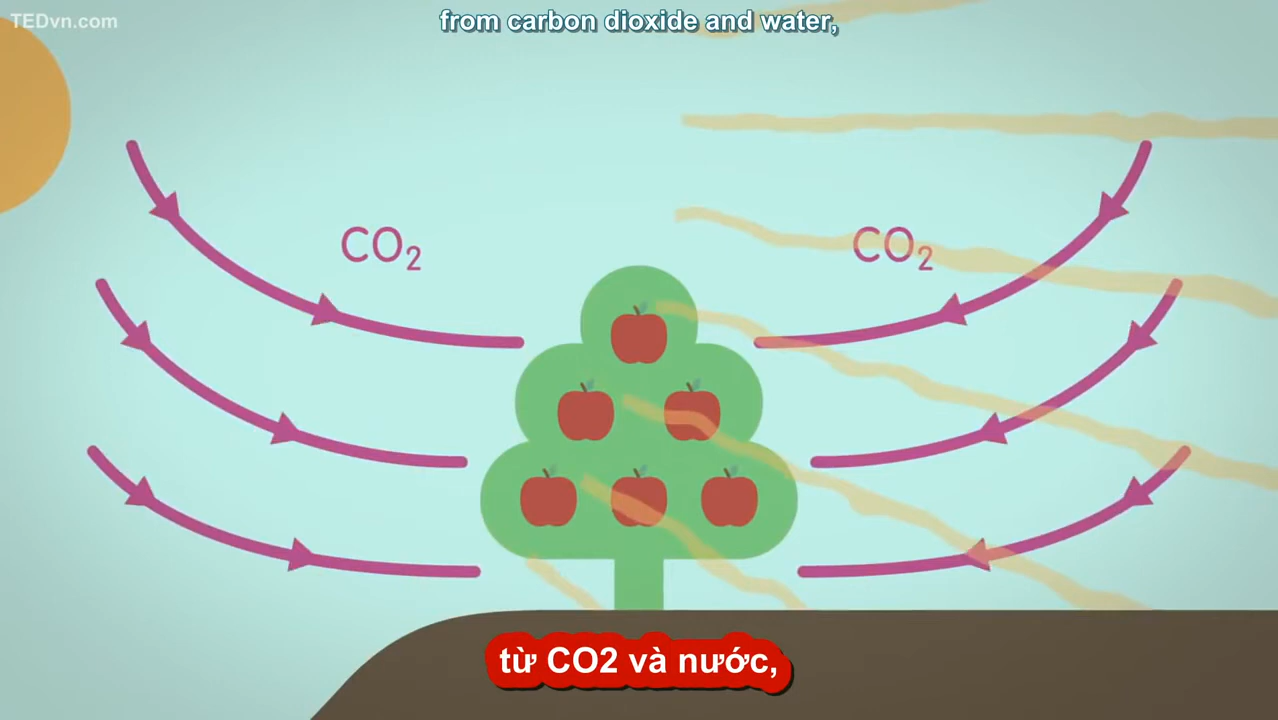 TEDvn.com
from carbon dioxide and water,
CO₂
CO₂
từ CO2 và nước,